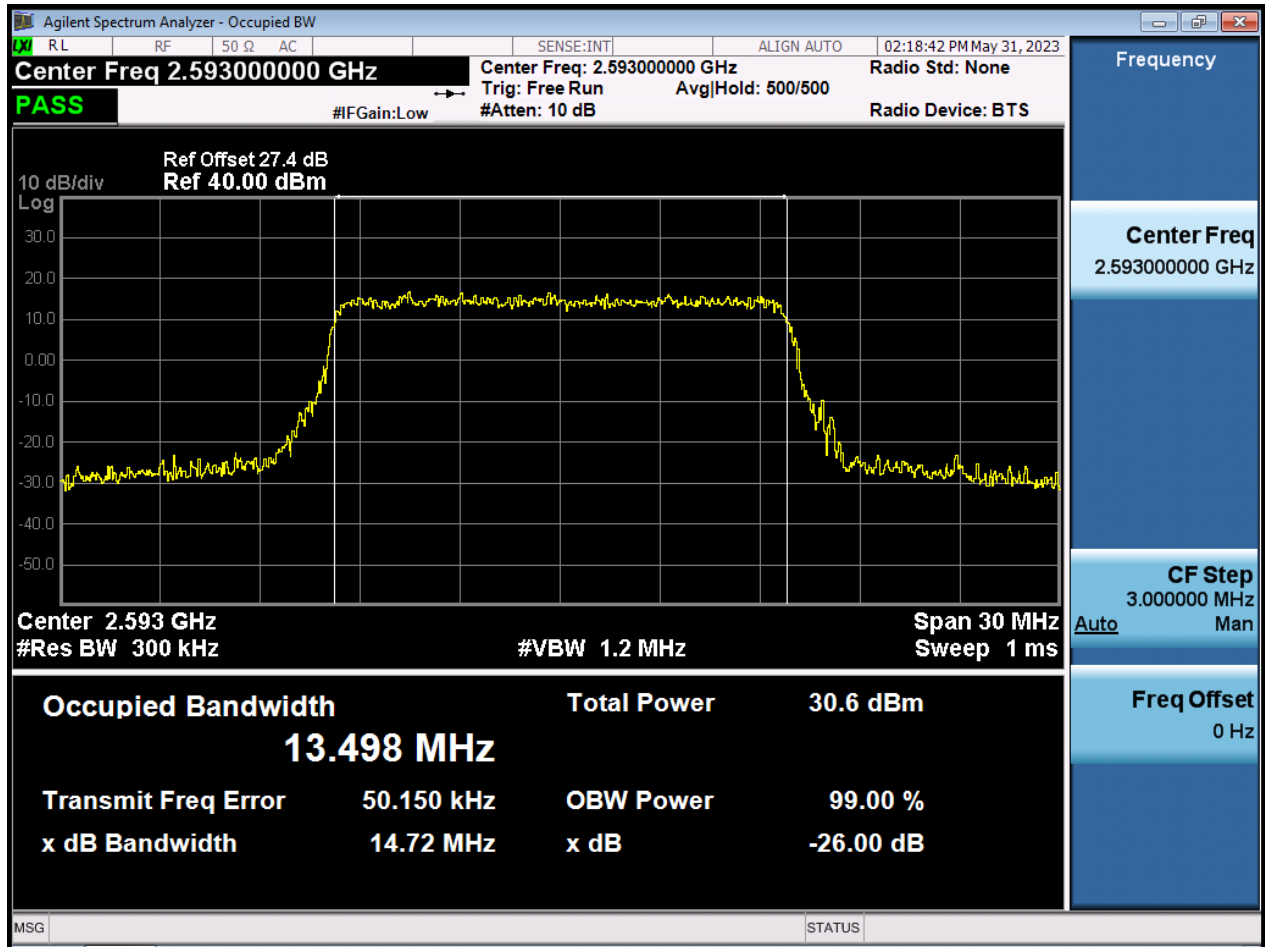 Agilent Spectrum Analyzer - Occupied BW
LXI RL RF 50 Ω AC SENSE:INT ALIGN AUTO 02:18:42 PM May 31, 2023
Center Freq 2.593000000 GHz
PASS
#IFGain:Low
Center Freq: 2.593000000 GHz
Trig: Free Run Avg|Hold: 500/500
#Atten: 10 dB
Radio Std: None
Radio Device: BTS
Ref Offset 27.4 dB
10 dB/div Ref 40.00 dBm
Log
30.0
20.0
10.0
0.00
-10.0
-20.0
-30.0
-40.0
-50.0
Center 2.593 GHz Span 30 MHz
#Res BW 300 kHz #VBW 1.2 MHz Sweep 1 ms
Occupied Bandwidth Total Power 30.6 dBm
13.498 MHz
Transmit Freq Error 50.150 kHz OBW Power 99.00 %
x dB Bandwidth 14.72 MHz x dB -26.00 dB
MSG STATUS
Frequency
Center Freq
2.593000000 GHz
CF Step
3.000000 MHz
Auto Man
Freq Offset
0 Hz